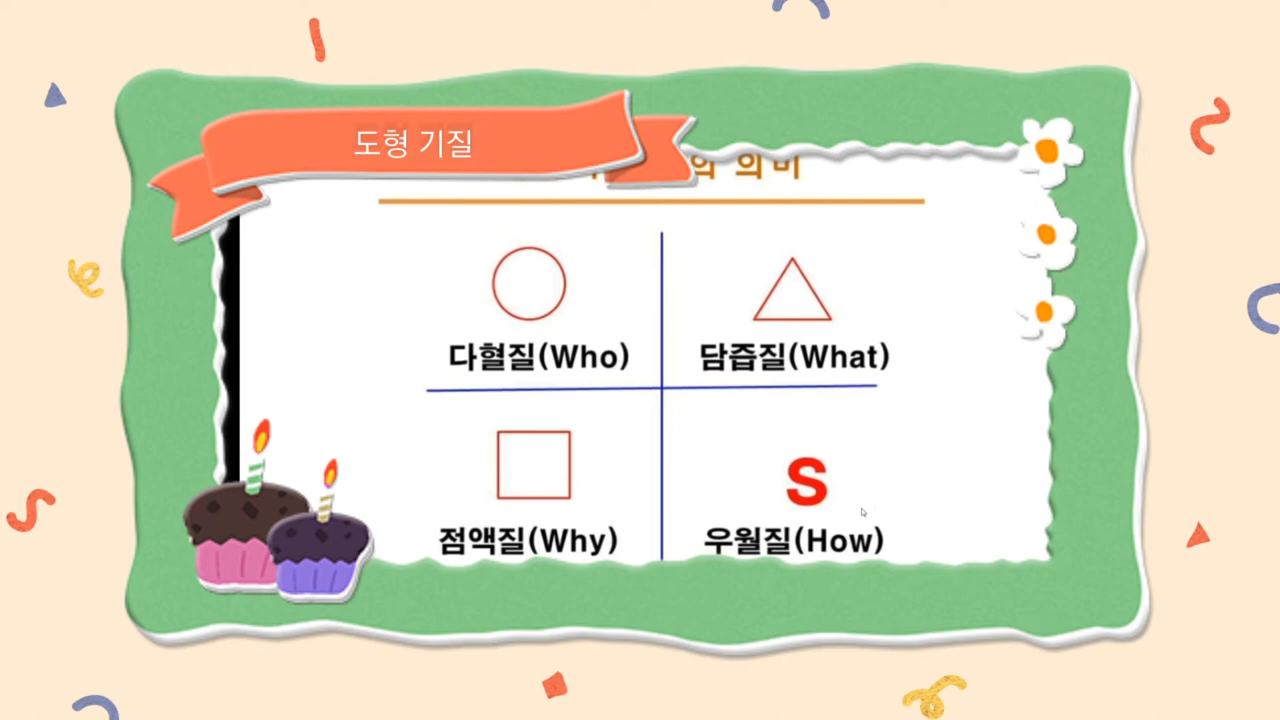 도형 기질
의 의미
다혈질(Who)
담즙질(What)
점액질(Why)
S
우월질(How)